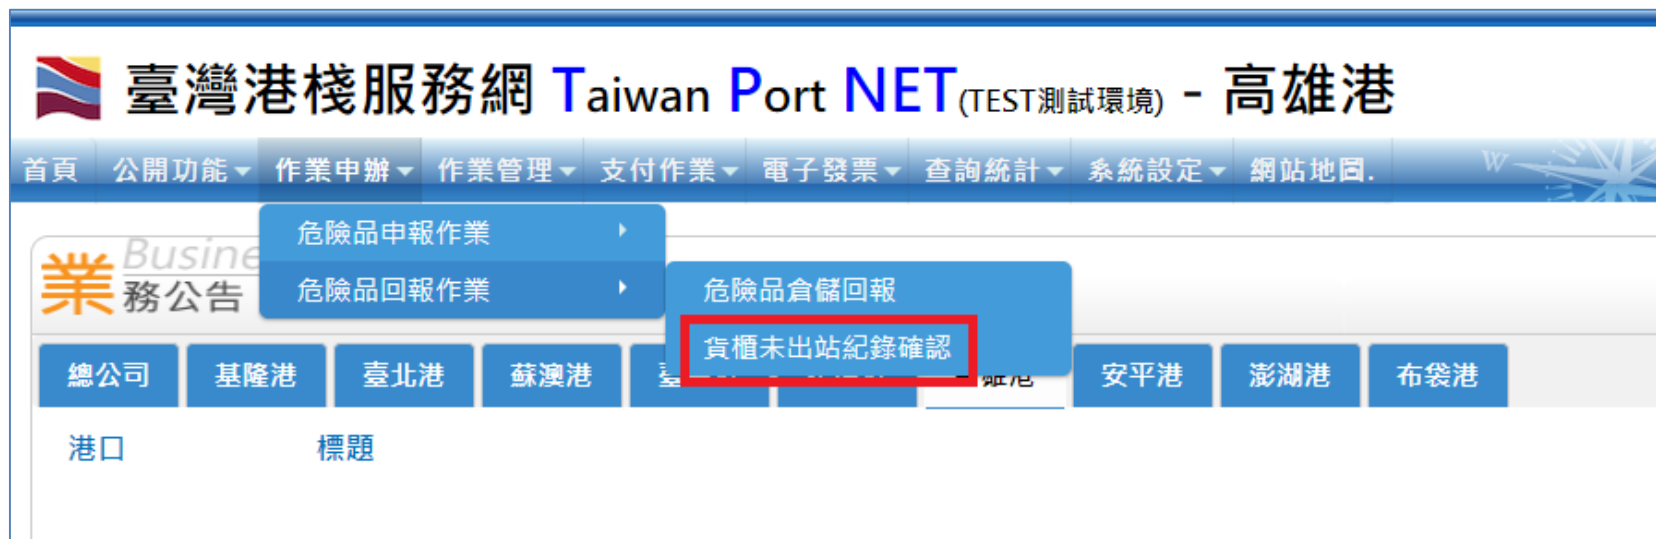 臺灣港棧服務網 Taiwan Port NET(TEST測試環境) - 高雄港
首頁 公開功能 作業申辦 作業管理 支付作業 電子發票 查詢統計 系統設定 網站地圖.
W
危險品申報作業
Busine
業務公告
危險品回報作業
危險品倉儲回報
貨櫃未出站紀錄確認
總公司 基隆港 臺北港 蘇澳港 雄港 安平港 澎湖港 布袋港
港口 標題